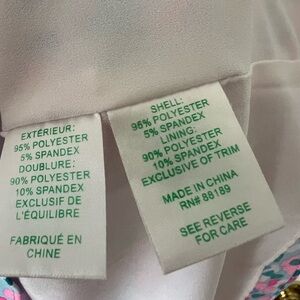 EXTÉRIEUR:
95% POLYESTER
5% SPANDEX
DOUBLURE:
90% POLYESTER
10% SPANDEX
EXCLUSIF DE
L'ÉQUILIBRE
FABRIQUÉ EN
CHINE
SHELL:
95% POLYESTER
5% SPANDEX
LINING:
90% POLYESTER
10% SPANDEX
EXCLUSIVE OF TRIM
MADE IN CHINA
RN# 88189
SEE REVERSE
FOR CARE